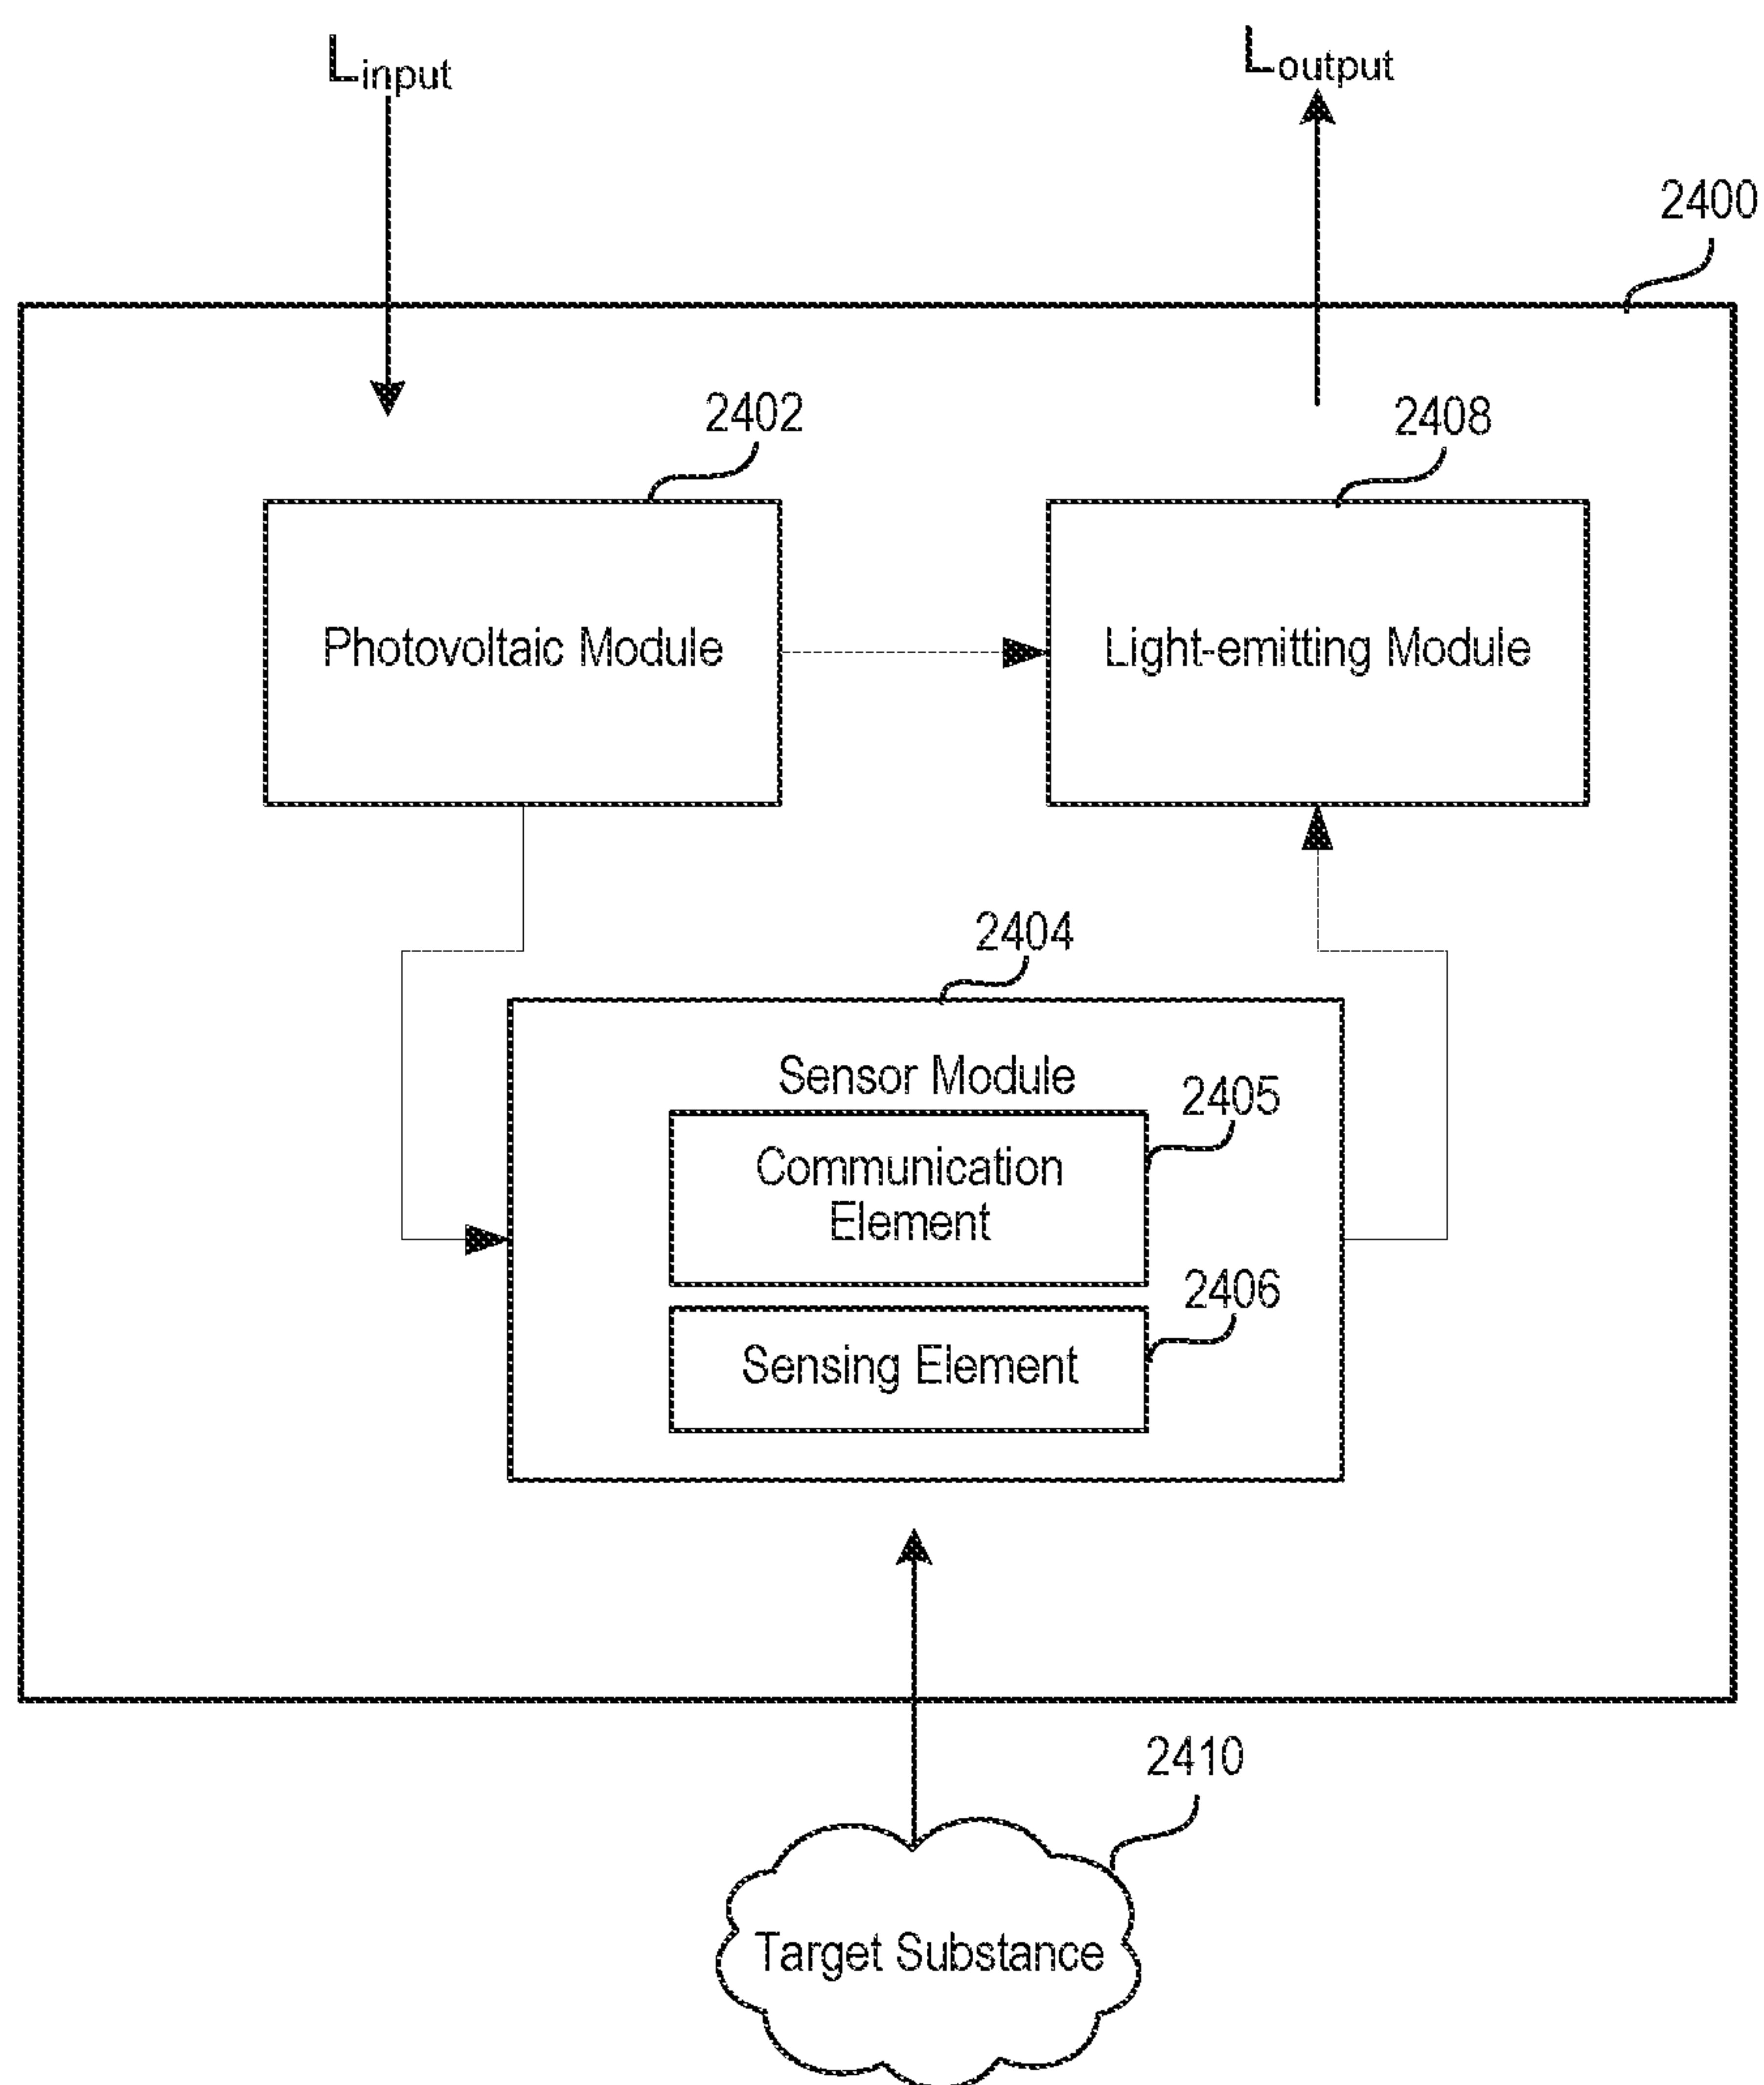 Linput
Loutput
2400
2402
2408
Photovoltaic Module
Light-emitting Module
2404
Sensor Module
2405
Communication
Element
2406
Sensing Element
2410
Target Substance